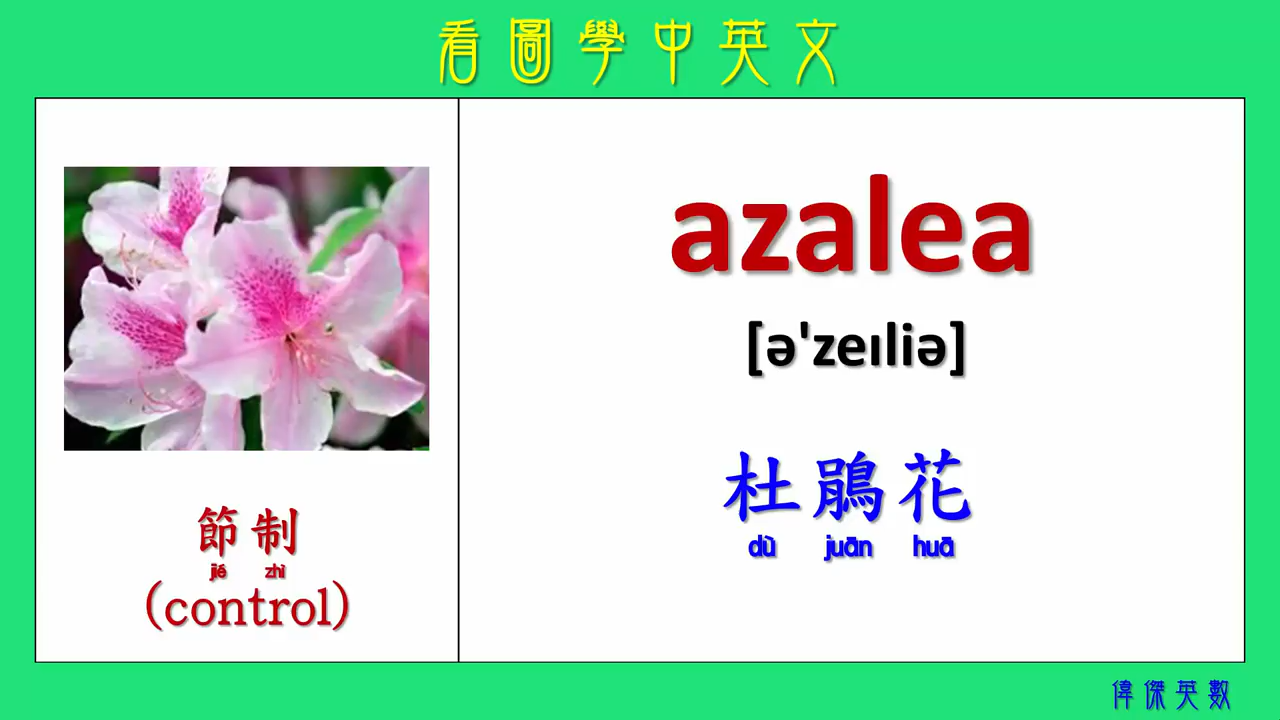 看圖學中英文
azalea
[ə'zeɪliə]
杜鵑花
dù juān huā
節制
jié zhì
(control)
偉傑英數